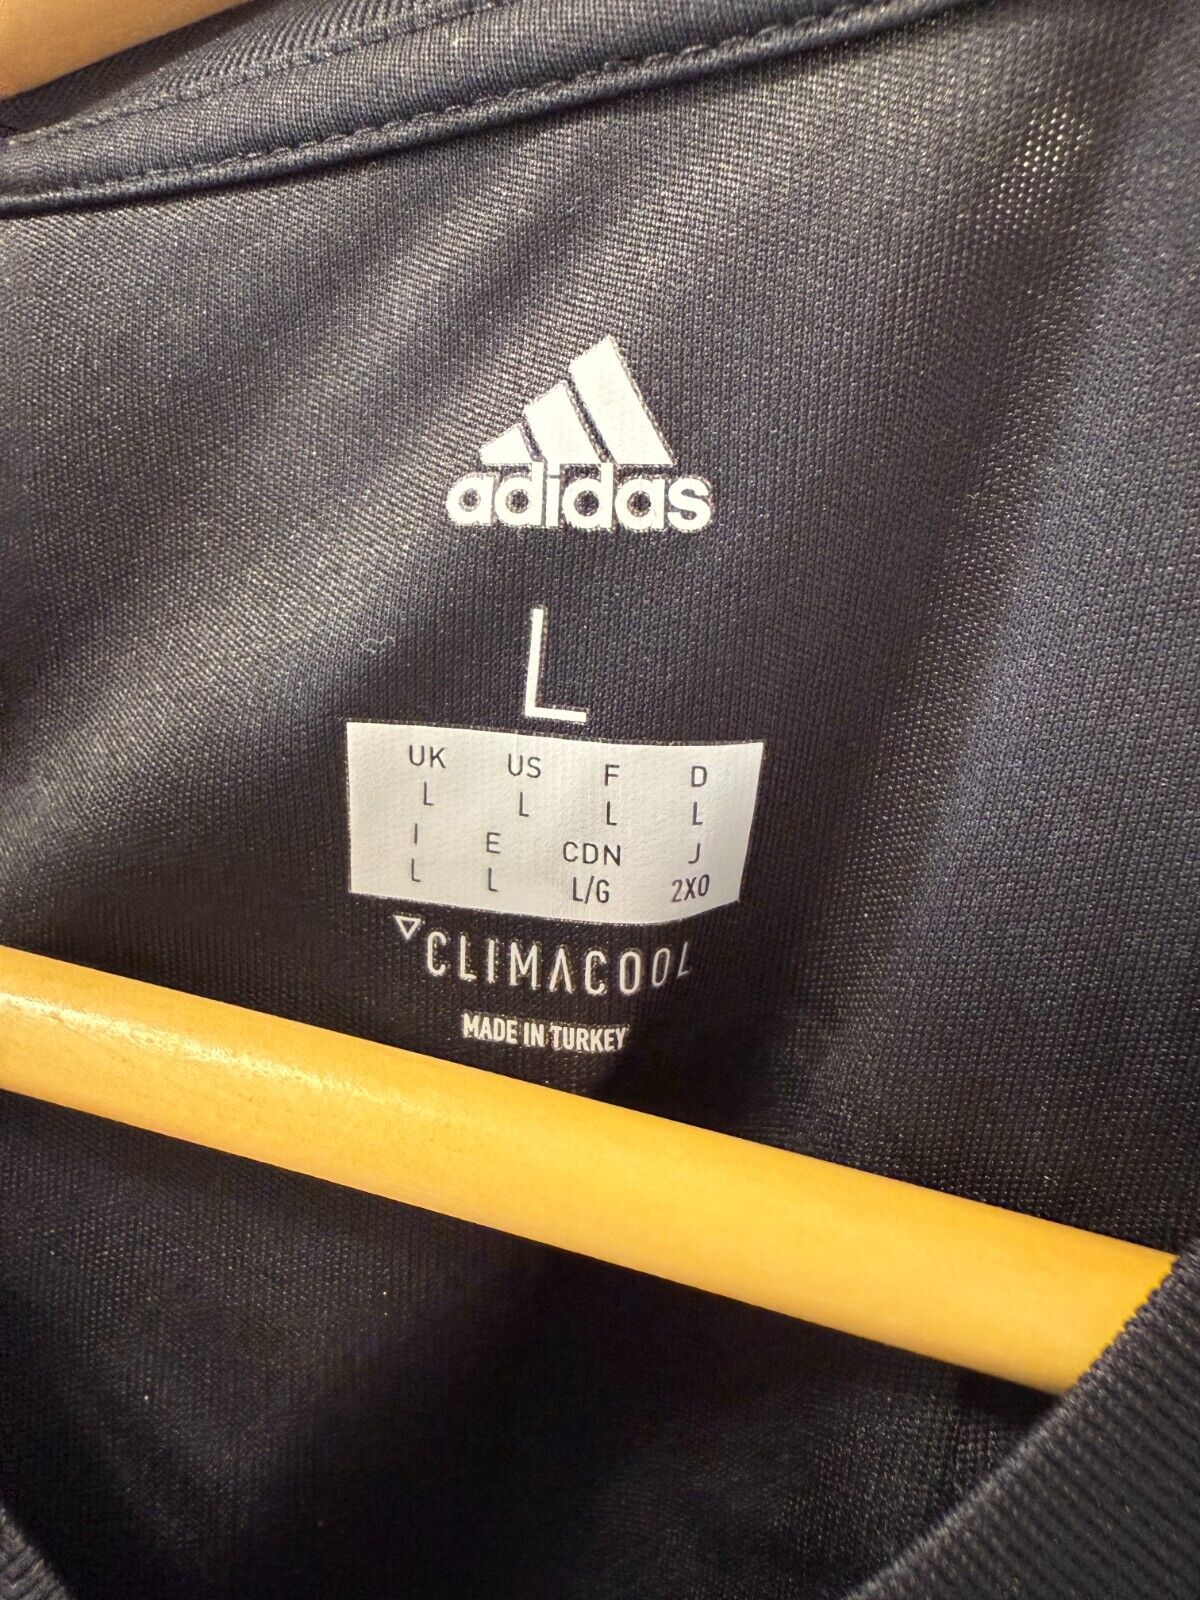 adidas
L
UK US F D
L L L L
I E CDN J
L L L/G 2XO
CLIMACOOL
MADE IN TURKEY